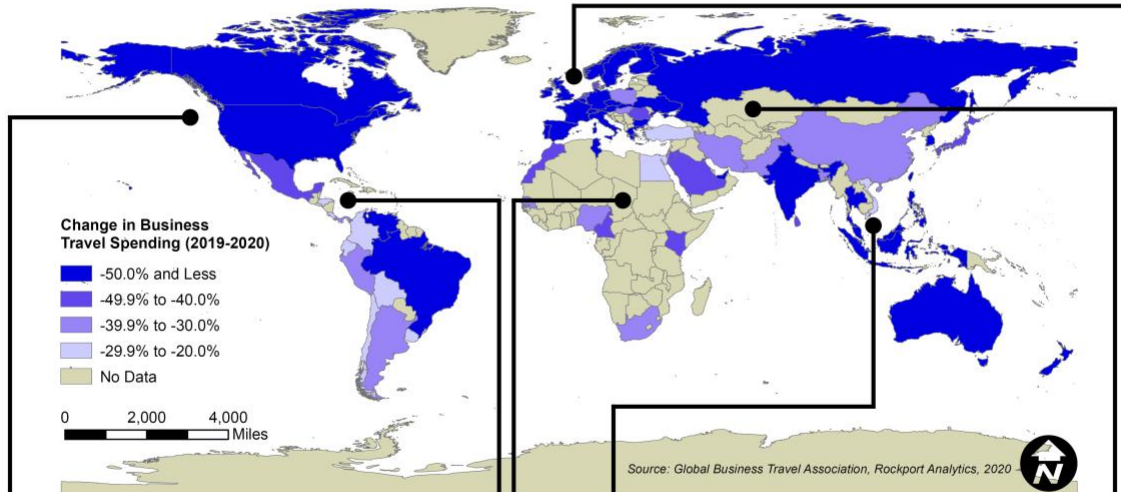 Change in Business
Travel Spending (2019-2020)
-50.0% and Less
-49.9% to -40.0%
-39.9% to -30.0%
-29.9% to -20.0%
No Data
0 2,000 4,000
Miles
Source: Global Business Travel Association, Rockport Analytics, 2020
N